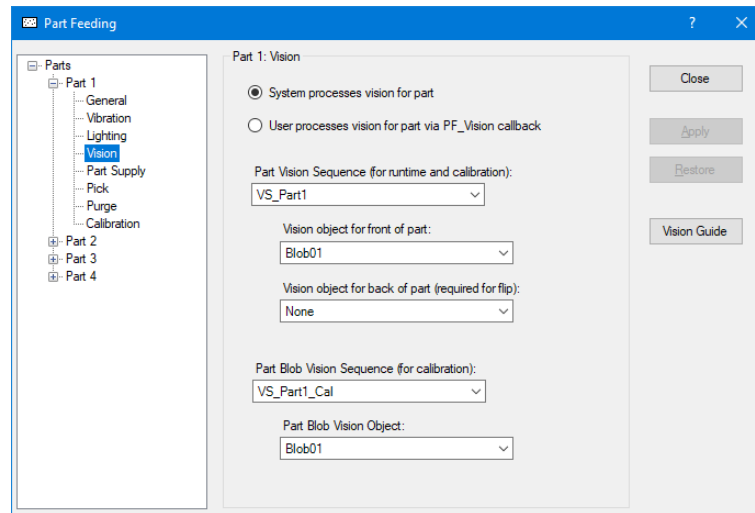 Part Feeding
?
Parts
Part 1
General
Vibration
Lighting
Vision
Part Supply
Pick
Purge
Calibration
Part 2
Part 3
Part 4
Part 1: Vision
System processes vision for part
User processes vision for part via PF_Vision callback
Part Vision Sequence (for runtime and calibration):
VS_Part1
Vision object for front of part:
Blob01
Vision object for back of part (required for flip):
None
Part Blob Vision Sequence (for calibration):
VS_Part1_Cal
Part Blob Vision Object:
Blob01
Close
Apply
Restore
Vision Guide